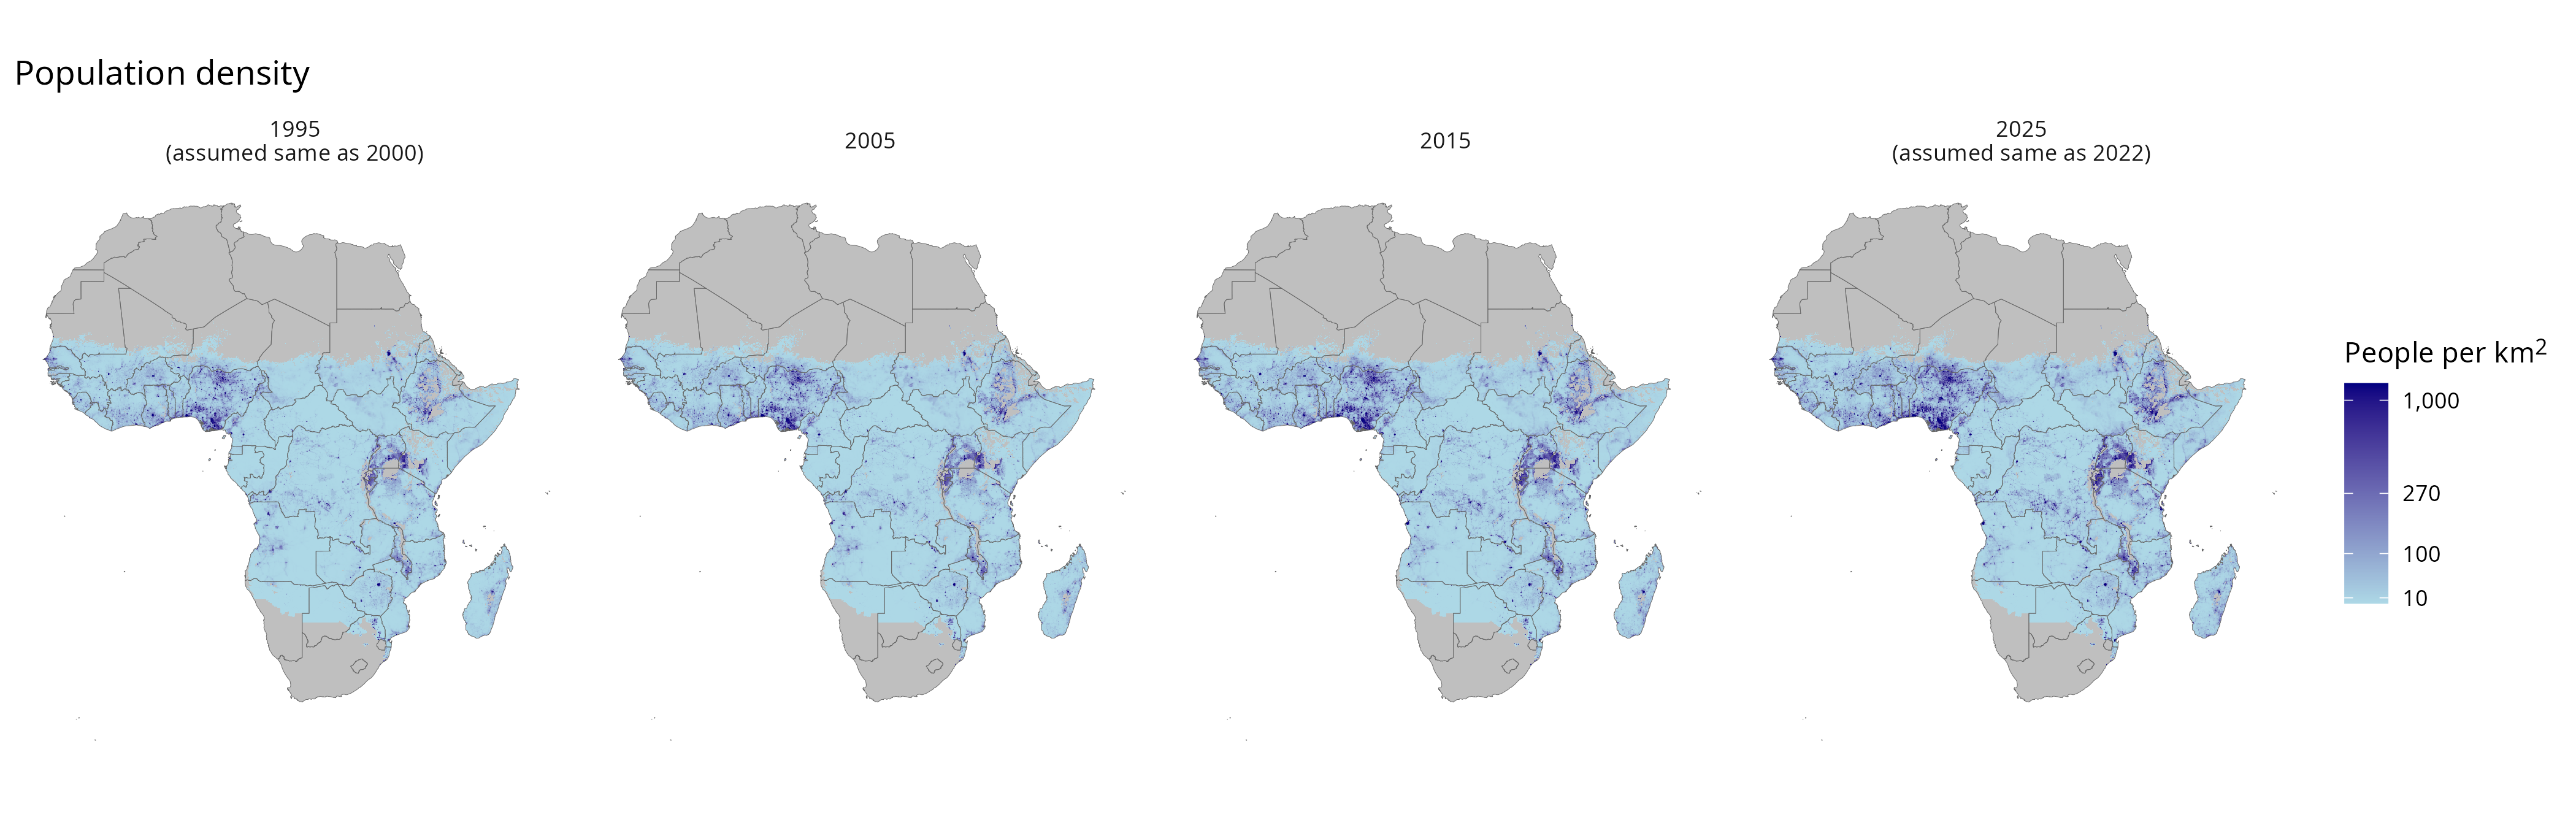 Population density
1995
(assumed same as 2000)
2005
2015
2025
(assumed same as 2022)
People per km²
1,000
270
100
10